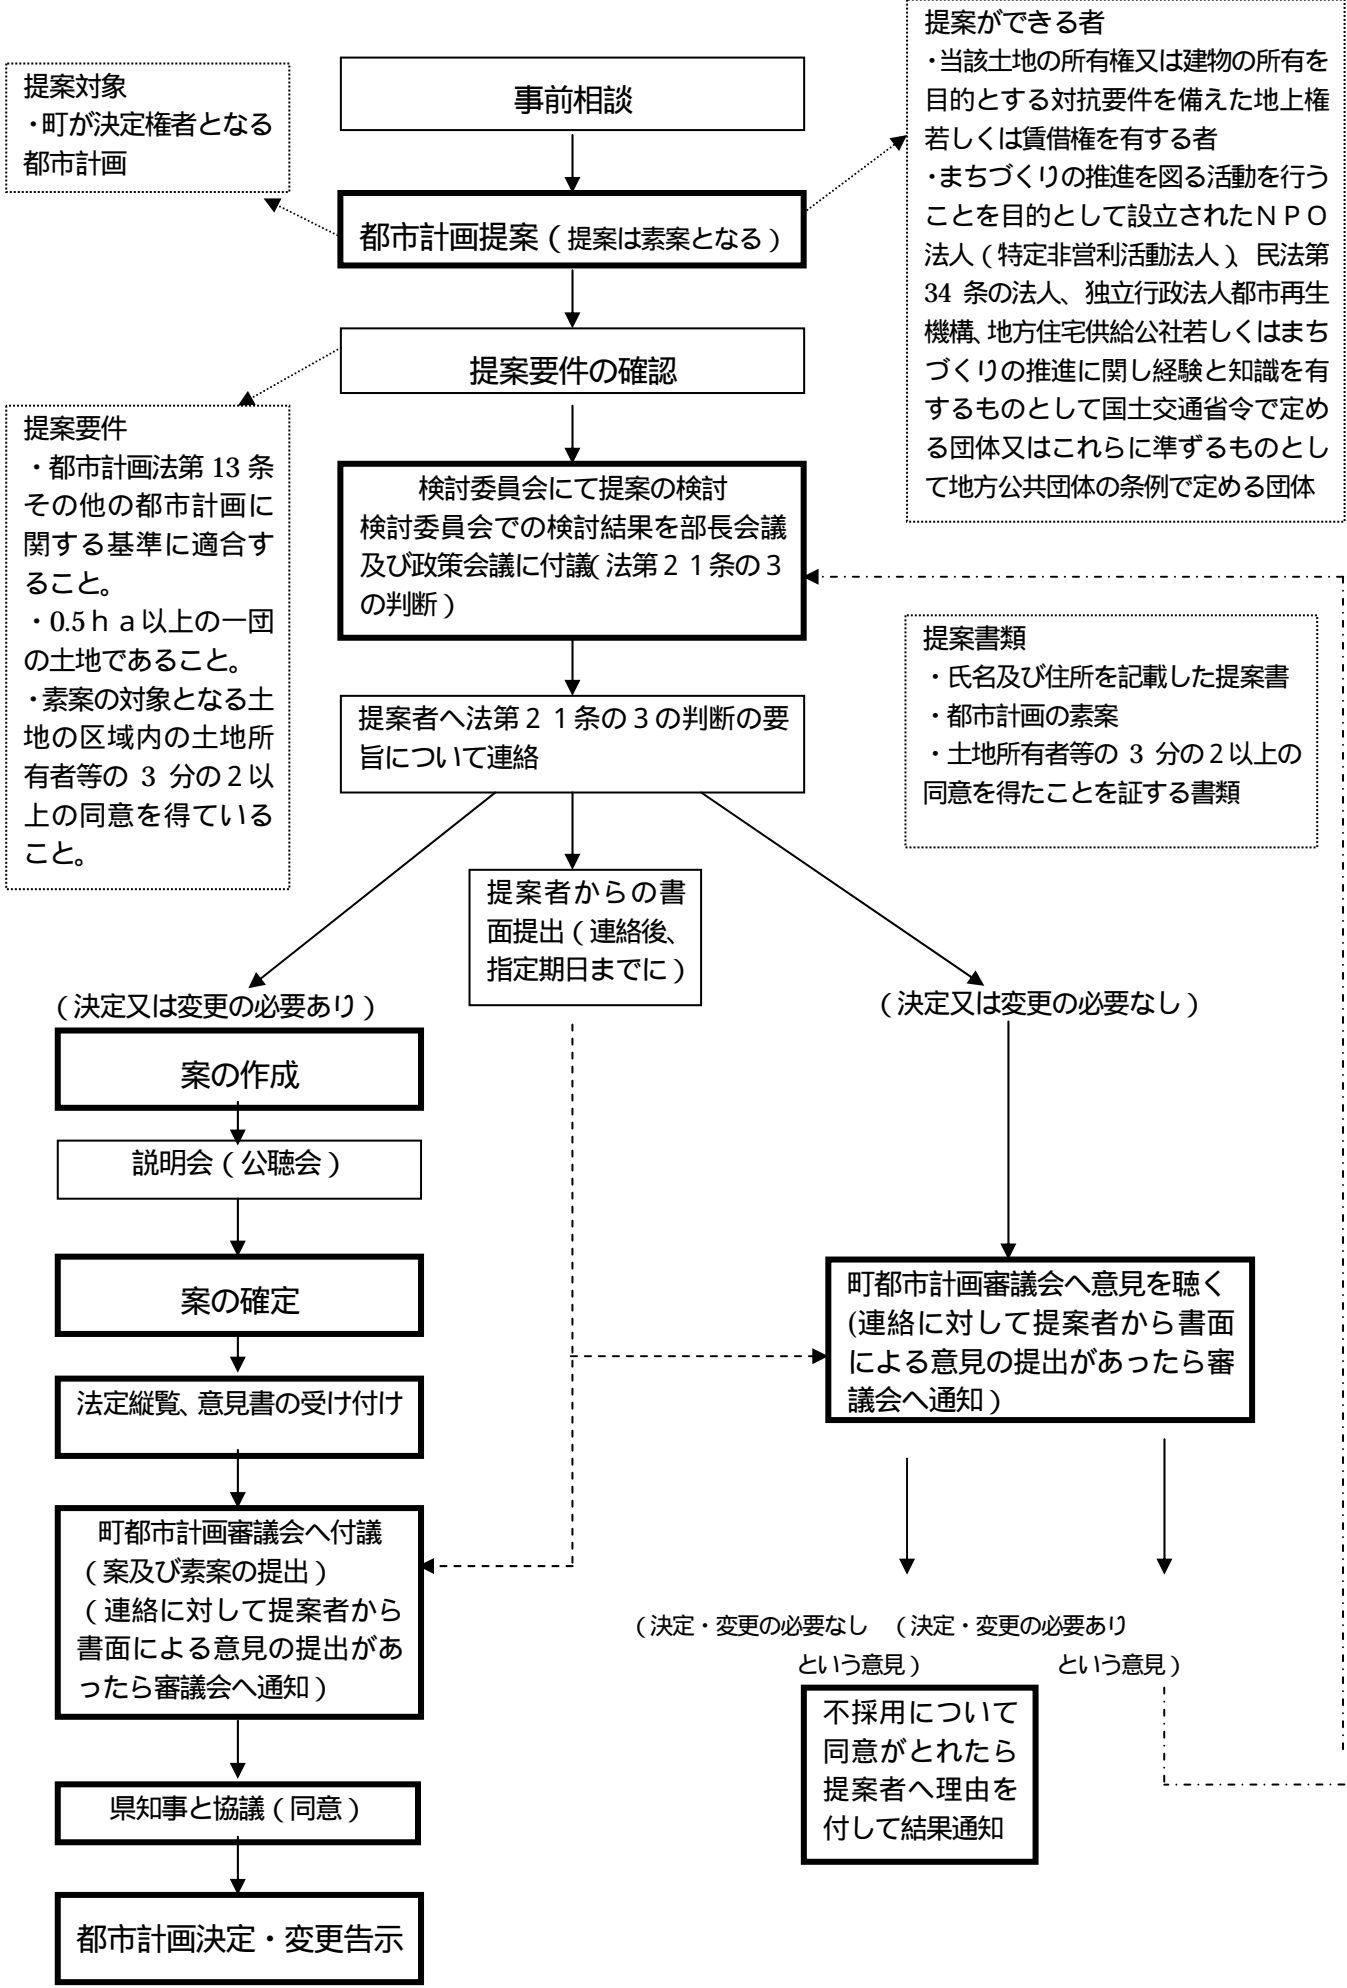 提案ができる者
・当該土地の所有権又は建物の所有を
目的とする対抗要件を備えた地上権
若しくは賃借権を有する者
・まちづくりの推進を図る活動を行う
ことを目的として設立されたＮＰＯ
法人（特定非営利活動法人）、民法第
34 条の法人、独立行政法人都市再生
機構、地方住宅供給公社若しくはまち
づくりの推進に関し経験と知識を有
するものとして国土交通省令で定め
る団体又はこれらに準ずるものとし
て地方公共団体の条例で定める団体
提案対象
・町が決定権者となる
都市計画
事前相談
都市計画提案（提案は素案となる）
提案要件の確認
提案要件
・都市計画法第 13 条
その他の都市計画に
関する基準に適合す
ること。
・0.5ｈａ以上の一団
の土地であること。
・素案の対象となる土
地の区域内の土地所
有者等の 3 分の２以
上の同意を得ている
こと。
検討委員会にて提案の検討
検討委員会での検討結果を部長会議
及び政策会議に付議（法第２１条の３
の判断）
提案書類
・氏名及び住所を記載した提案書
・都市計画の素案
・土地所有者等の 3 分の２以上の
同意を得たことを証する書類
提案者へ法第２１条の３の判断の要
旨について連絡
提案者からの書
面提出（連絡後、
指定期日までに）
（決定又は変更の必要あり）
（決定又は変更の必要なし）
案の作成
説明会（公聴会）
案の確定
法定縦覧、意見書の受け付け
町都市計画審議会へ付議
（案及び素案の提出）
（連絡に対して提案者から
書面による意見の提出があ
ったら審議会へ通知）
県知事と協議（同意）
都市計画決定・変更告示
町都市計画審議会へ意見を聴く
(連絡に対して提案者から書面
による意見の提出があったら審
議会へ通知）
（決定・変更の必要なし
という意見）
（決定・変更の必要あり
という意見）
不採用について
同意がとれたら
提案者へ理由を
付して結果通知